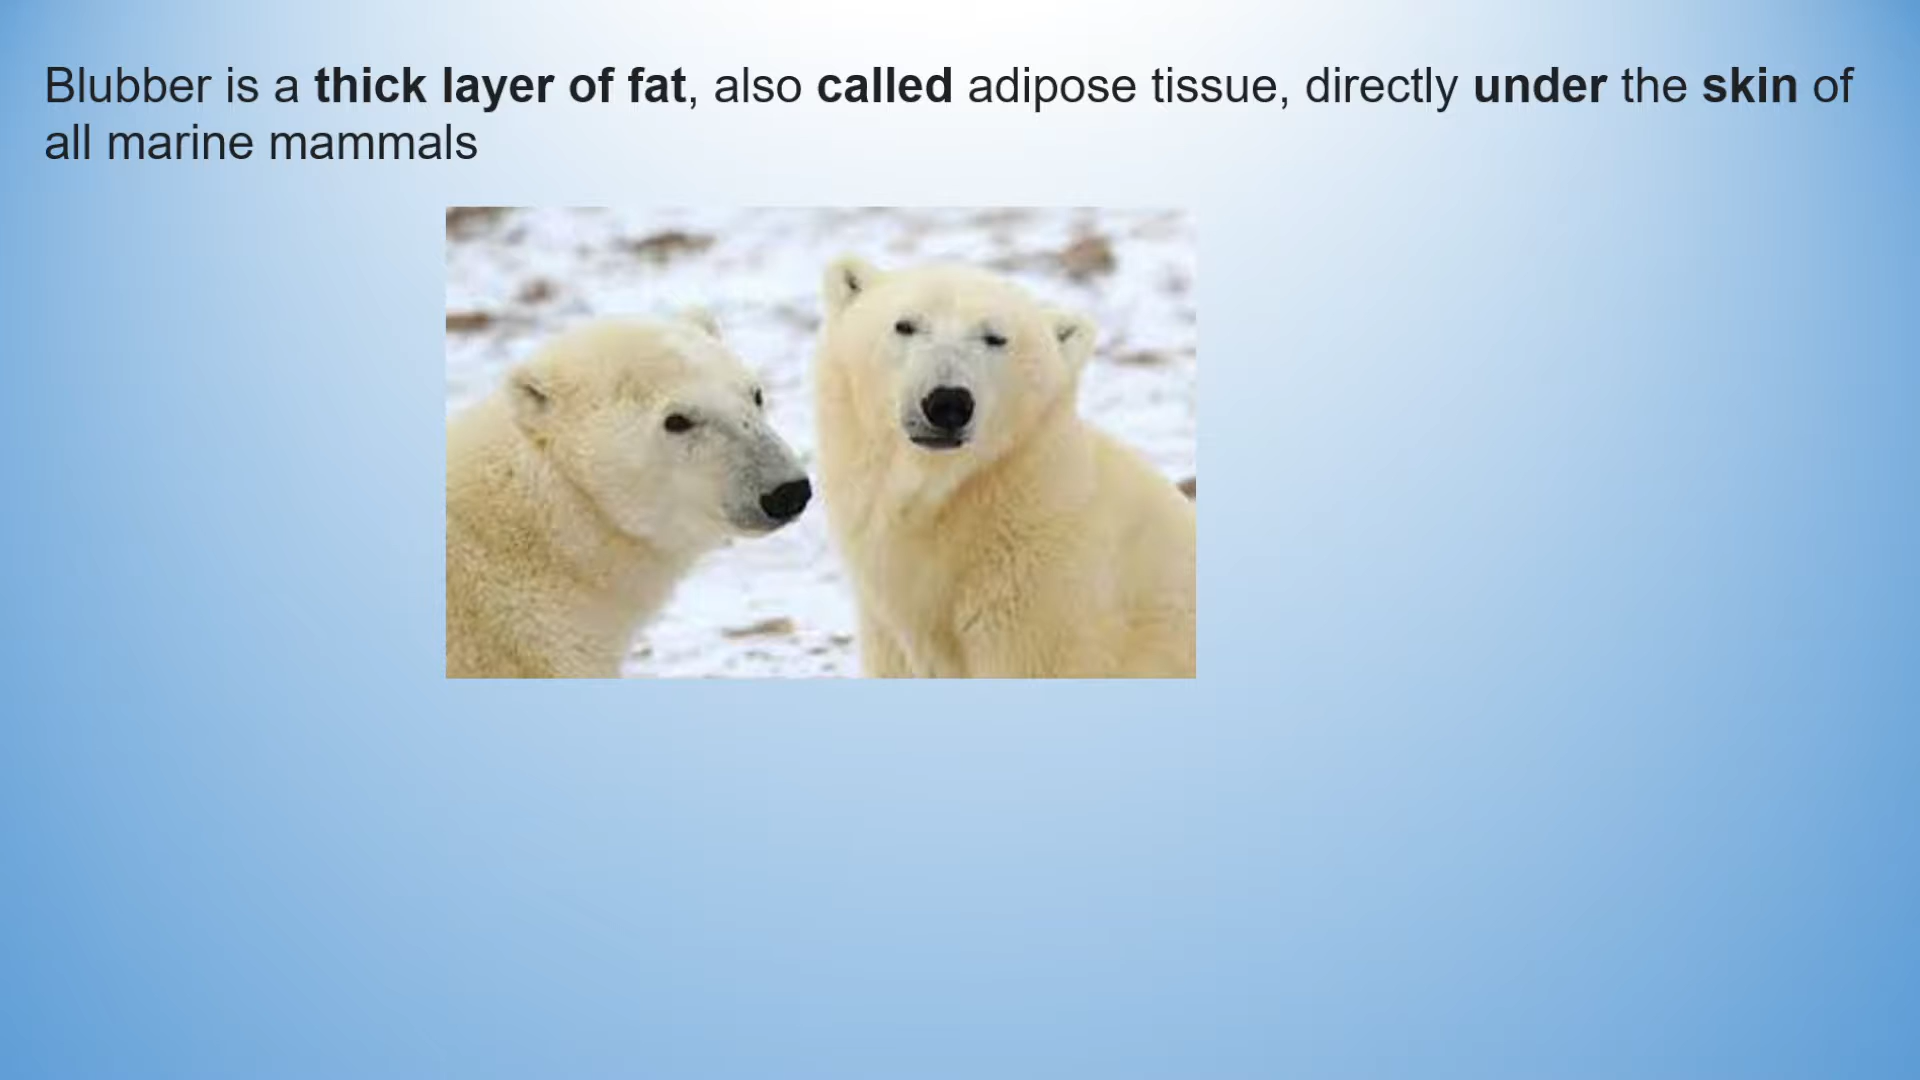 Blubber is a thick layer of fat, also called adipose tissue, directly under the skin of
all marine mammals